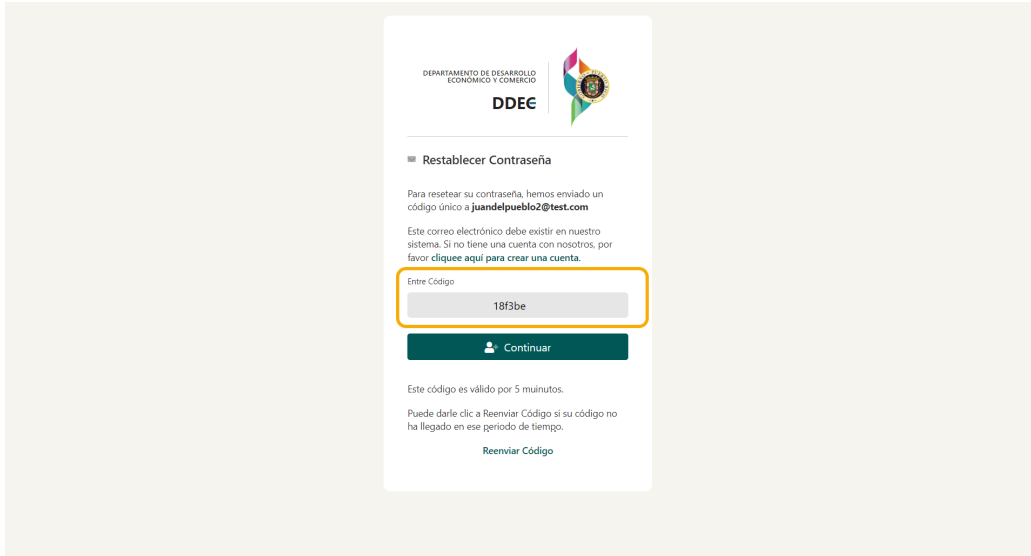 DEPARTAMENTO DE DESARROLLO
ECONÓMICO Y COMERCIO
DDEC
Restablecer Contraseña
Para resetear su contraseña, hemos enviado un
código único a juandelpueblo2@test.com
Este correo electrónico debe existir en nuestro
sistema. Si no tiene una cuenta con nosotros, por
favor cliquee aquí para crear una cuenta.
Entre Código
18f3be
Continuar
Este código es válido por 5 muinutos.
Puede darle clic a Reenviar Código si su código no
ha llegado en ese periodo de tiempo.
Reenviar Código